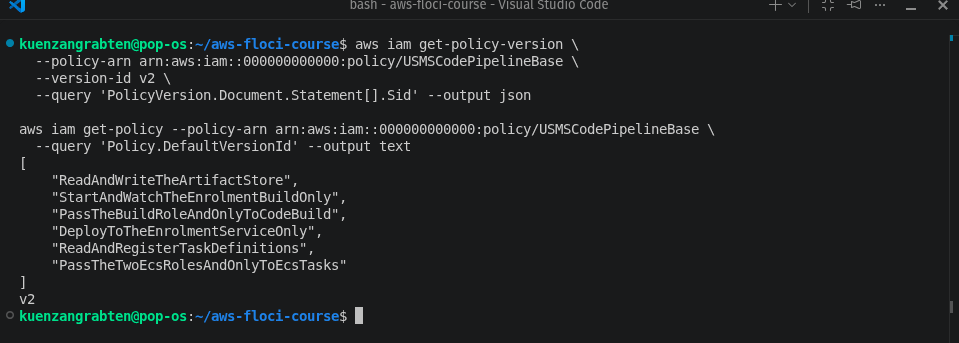 bash - aws-floci-course - Visual Studio Code
kuenzangrabten@pop-os:~/aws-floci-course$ aws iam get-policy-version \
  --policy-arn arn:aws:iam::000000000000:policy/USMSCodePipelineBase \
  --version-id v2 \
  --query 'PolicyVersion.Document.Statement[].Sid' --output json

aws iam get-policy --policy-arn arn:aws:iam::000000000000:policy/USMSCodePipelineBase \
  --query 'Policy.DefaultVersionId' --output text
[
    "ReadAndWriteTheArtifactStore",
    "StartAndWatchTheEnrolmentBuildOnly",
    "PassTheBuildRoleAndOnlyToCodeBuild",
    "DeployToTheEnrolmentServiceOnly",
    "ReadAndRegisterTaskDefinitions",
    "PassTheTwoEcsRolesAndOnlyToEcsTasks"
]
v2
kuenzangrabten@pop-os:~/aws-floci-course$